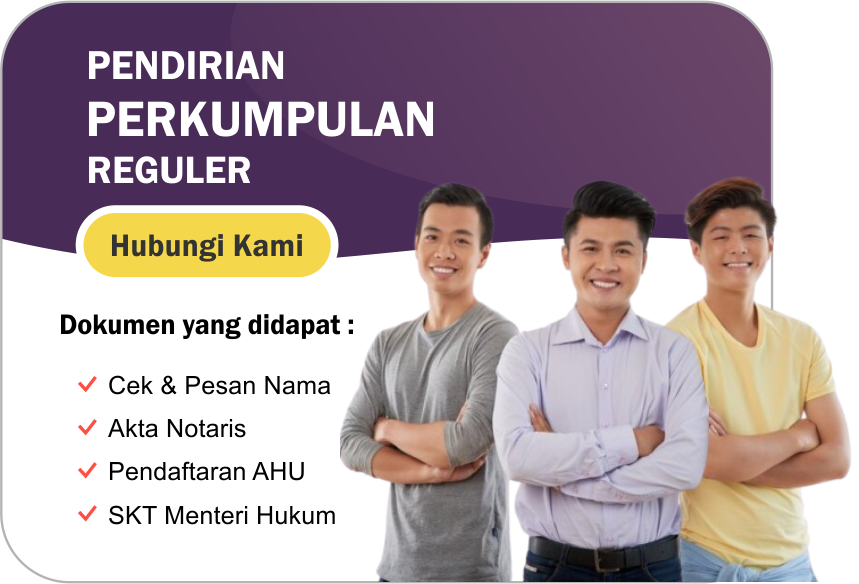 PENDIRIAN
PERKUMPULAN
REGULER
Hubungi Kami
Dokumen yang didapat :
Cek & Pesan Nama
Akta Notaris
Pendaftaran AHU
SKT Menteri Hukum